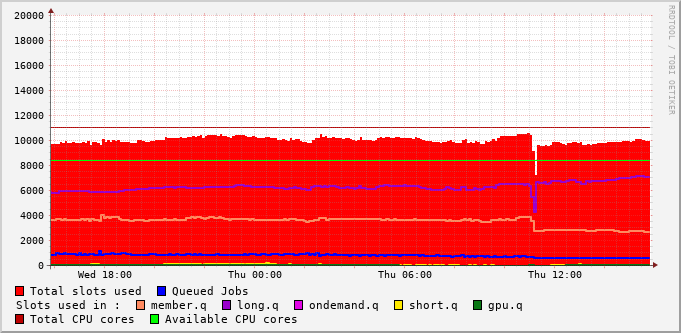 RRDTOOL / TOBI OETIKER
20000
18000
16000
14000
12000
10000
8000
6000
4000
2000
0
Wed 18:00 Thu 00:00 Thu 06:00 Thu 12:00
Total slots used Queued Jobs
Slots used in : member.q long.q ondemand.q short.q gpu.q
Total CPU cores Available CPU cores